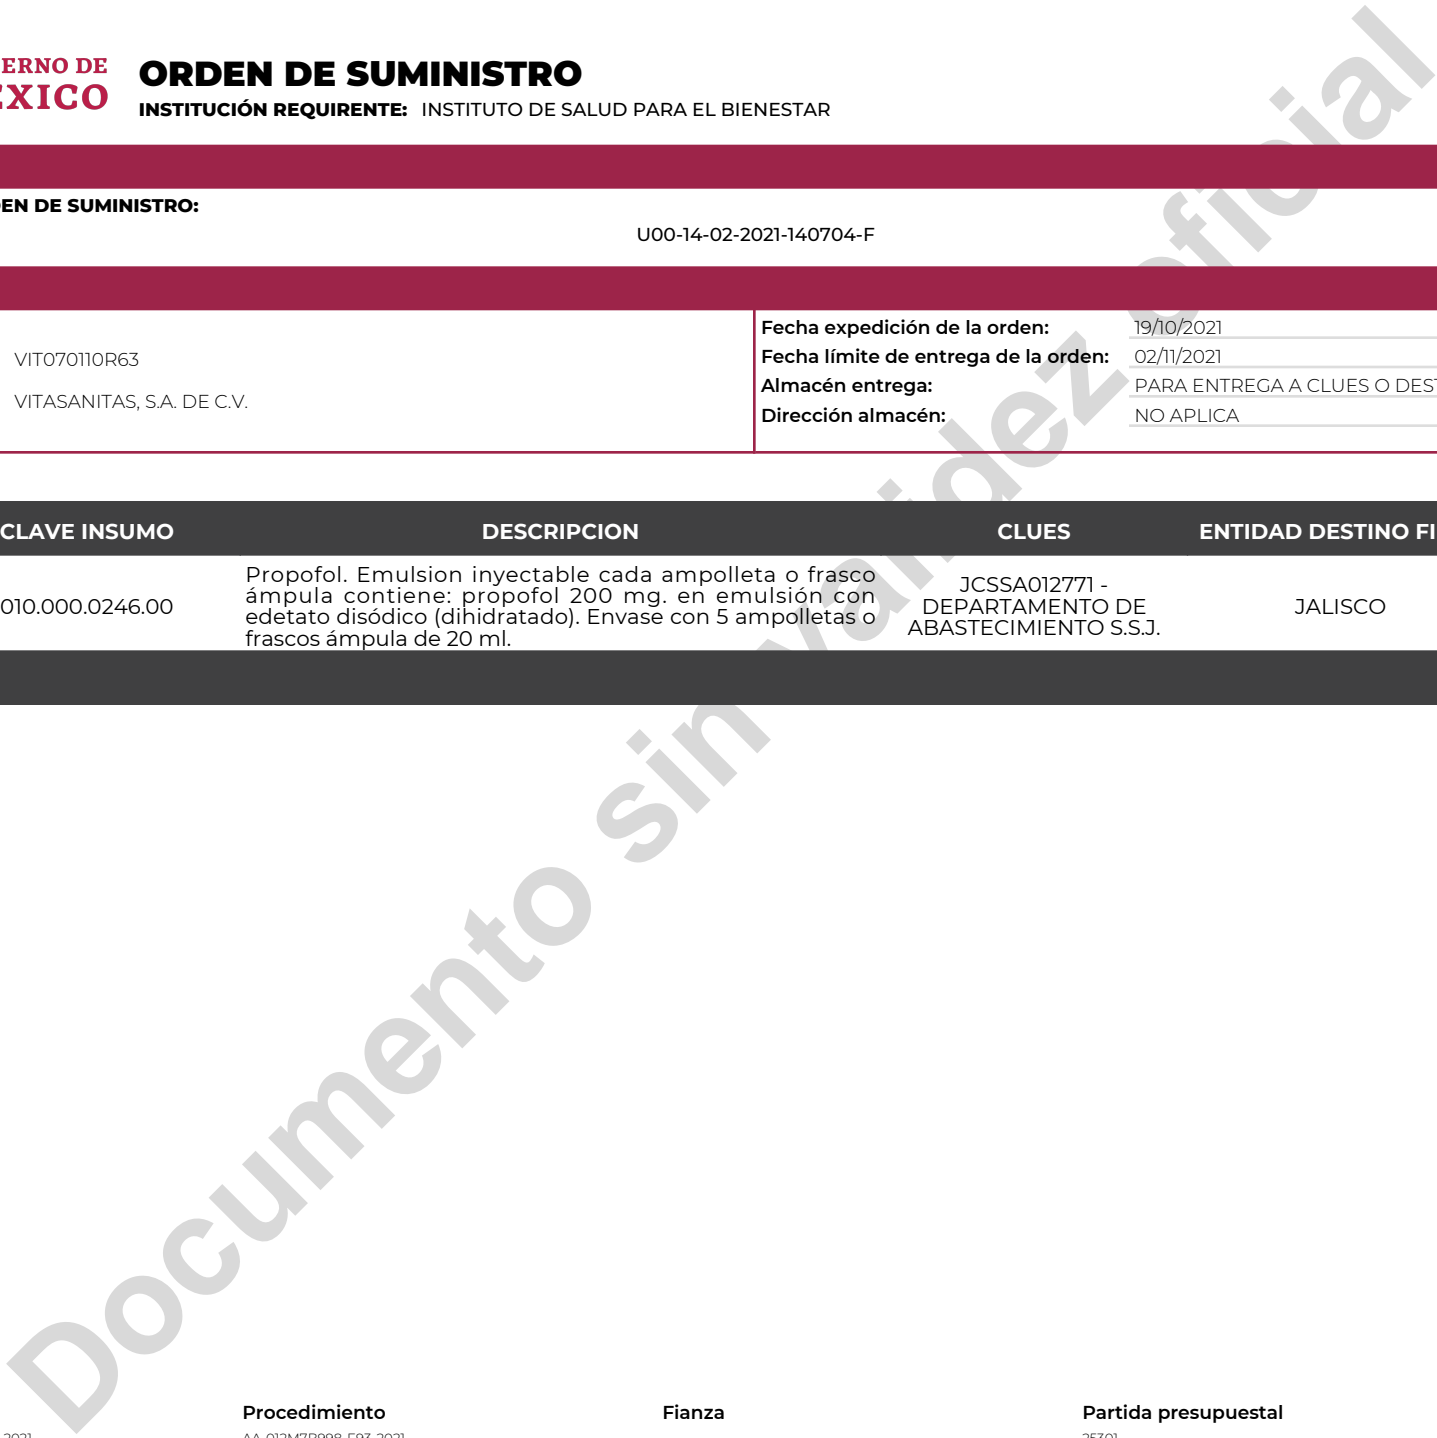 ERNO DE
EXICO
ORDEN DE SUMINISTRO
INSTITUCIÓN REQUIRENTE: INSTITUTO DE SALUD PARA EL BIENESTAR
EN DE SUMINISTRO:
U00-14-02-2021-140704-F
VIT070110R63
VITASANITAS, S.A. DE C.V.
Fecha expedición de la orden: 19/10/2021
Fecha límite de entrega de la orden: 02/11/2021
Almacén entrega: PARA ENTREGA A CLUES O DEST
Dirección almacén: NO APLICA
CLAVE INSUMO DESCRIPCION CLUES ENTIDAD DESTINO FI
010.000.0246.00
Propofol. Emulsion inyectable cada ampolleta o frasco
ámpula contiene: propofol 200 mg. en emulsión con
edetato disódico (dihidratado). Envase con 5 ampolletas o
frascos ámpula de 20 ml.
JCSSA012771 -
DEPARTAMENTO DE
ABASTECIMIENTO S.S.J.
JALISCO
Documento sin validez oficial
Procedimiento Fianza Partida presupuestal